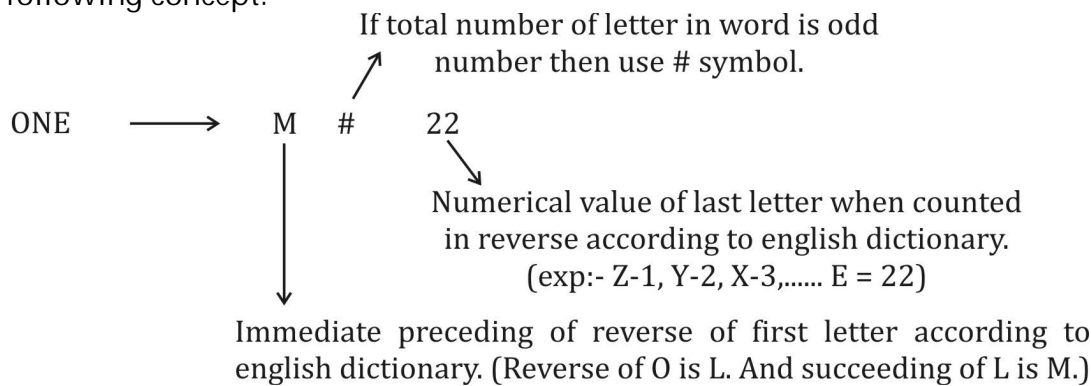 following concept:
If total number of letter in word is odd
number then use # symbol.
ONE M # 22
Numerical value of last letter when counted
in reverse according to english dictionary.
(exp:- Z-1, Y-2, X-3,...... E = 22)
Immediate preceding of reverse of first letter according to
english dictionary. (Reverse of O is L. And succeeding of L is M.)